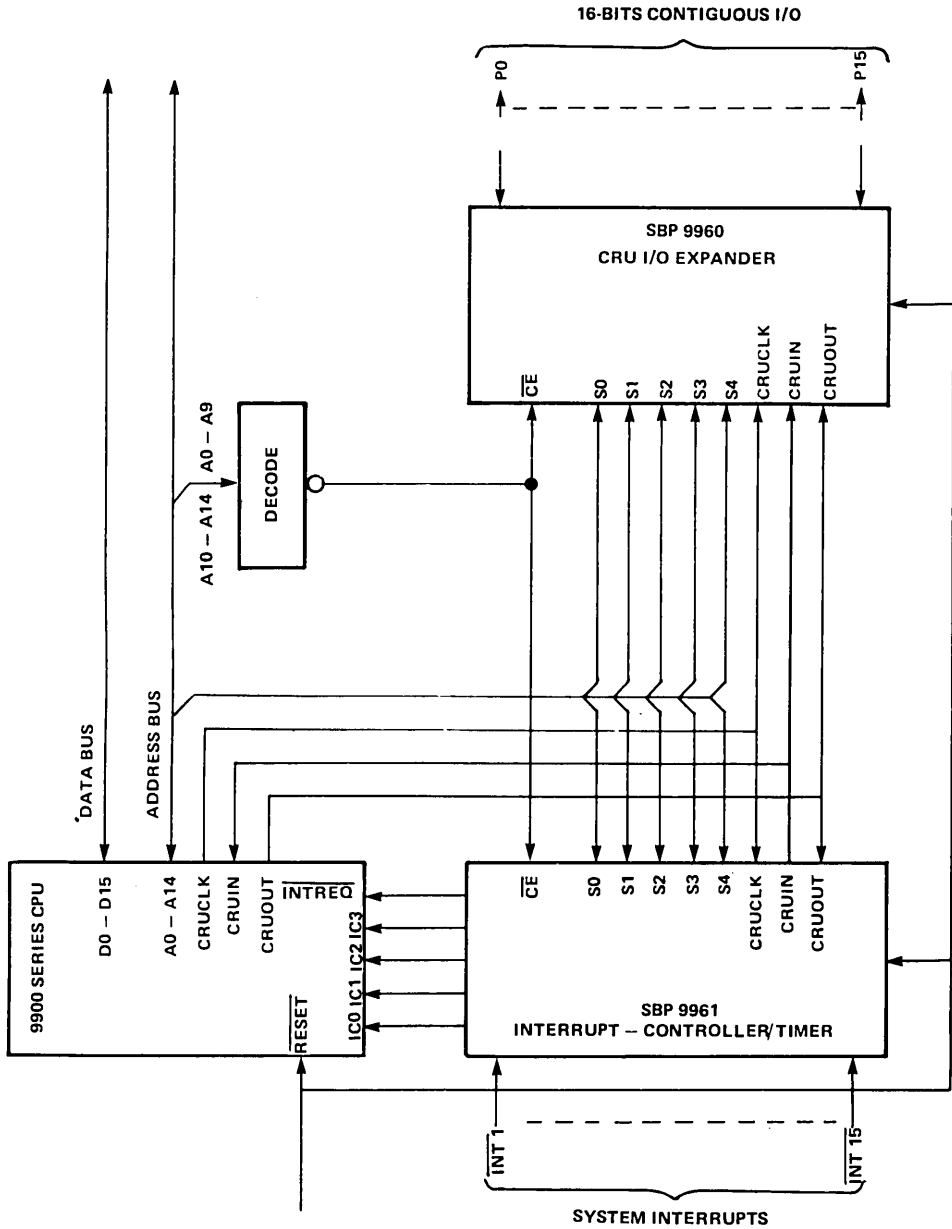 16-BITS CONTIGUOUS I/O
P0
P15
SBP 9960
CRU I/O EXPANDER
CE
S0
S1
S2
S3
S4
CRUCLK
CRUIN
CRUOUT
A10 – A14
A0 – A9
DECODE
DATA BUS
ADDRESS BUS
9900 SERIES CPU
D0 – D15
A0 – A14
CRUCLK
CRUIN
CRUOUT
INTREQ
RESET
IC0
IC1
IC2
IC3
CE
S0
S1
S2
S3
S4
CRUCLK
CRUIN
CRUOUT
SBP 9961
INTERRUPT – CONTROLLER/TIMER
INT 1
INT 15
SYSTEM INTERRUPTS